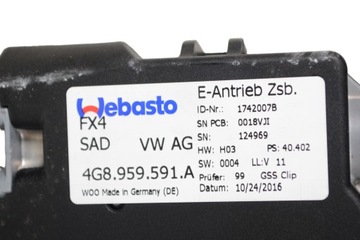 Webasto
FX4
SAD VW AG
4G8.959.591.A
WOO Made in Germany (DE)
E-Antrieb Zsb.
ID-Nr.: 1742007B
SN PCB: 0018VJI
SN: 124969
HW: H03 PS: 40.402
SW: 0004 LL:V 11
Prüfer: 99 GSS Clip
Datum: 10/24/2016